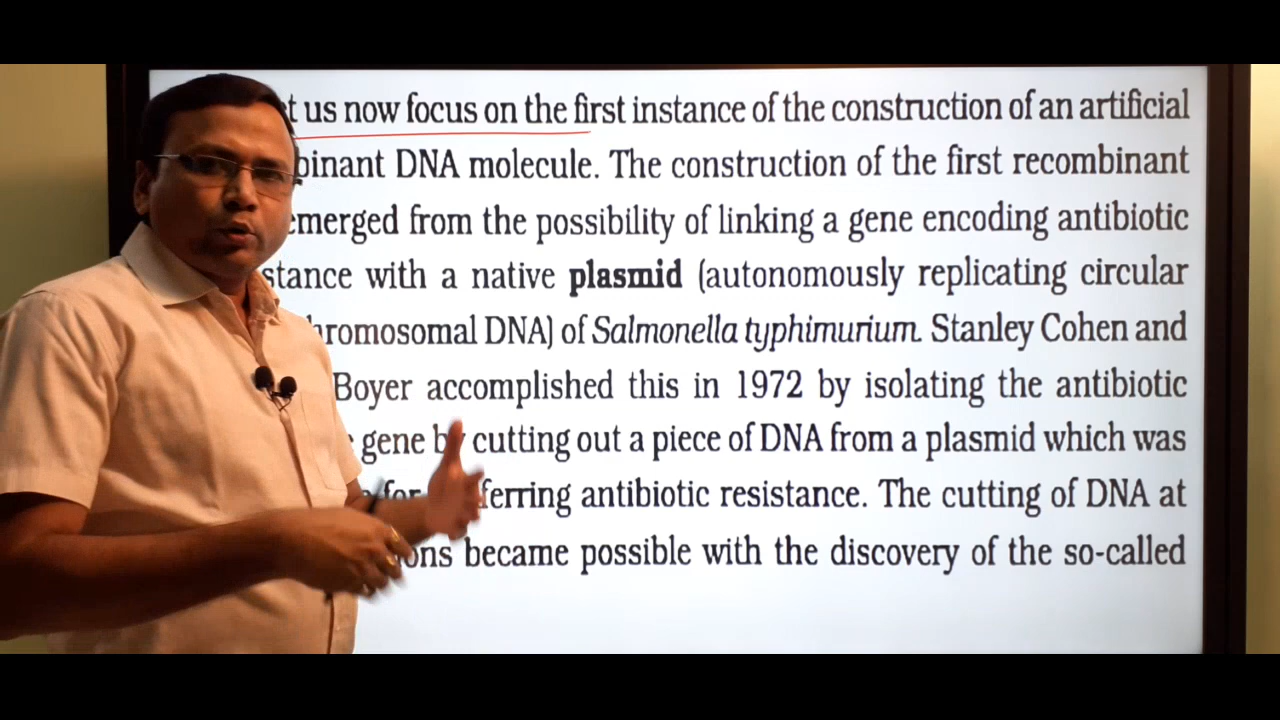 t us now focus on the first instance of the construction of an artificial
binant DNA molecule. The construction of the first recombinant
emerged from the possibility of linking a gene encoding antibiotic
stance with a native plasmid (autonomously replicating circular
hromosomal DNA) of Salmonella typhimurium. Stanley Cohen and
Boyer accomplished this in 1972 by isolating the antibiotic
gene by cutting out a piece of DNA from a plasmid which was
for ferring antibiotic resistance. The cutting of DNA at
ons became possible with the discovery of the so-called